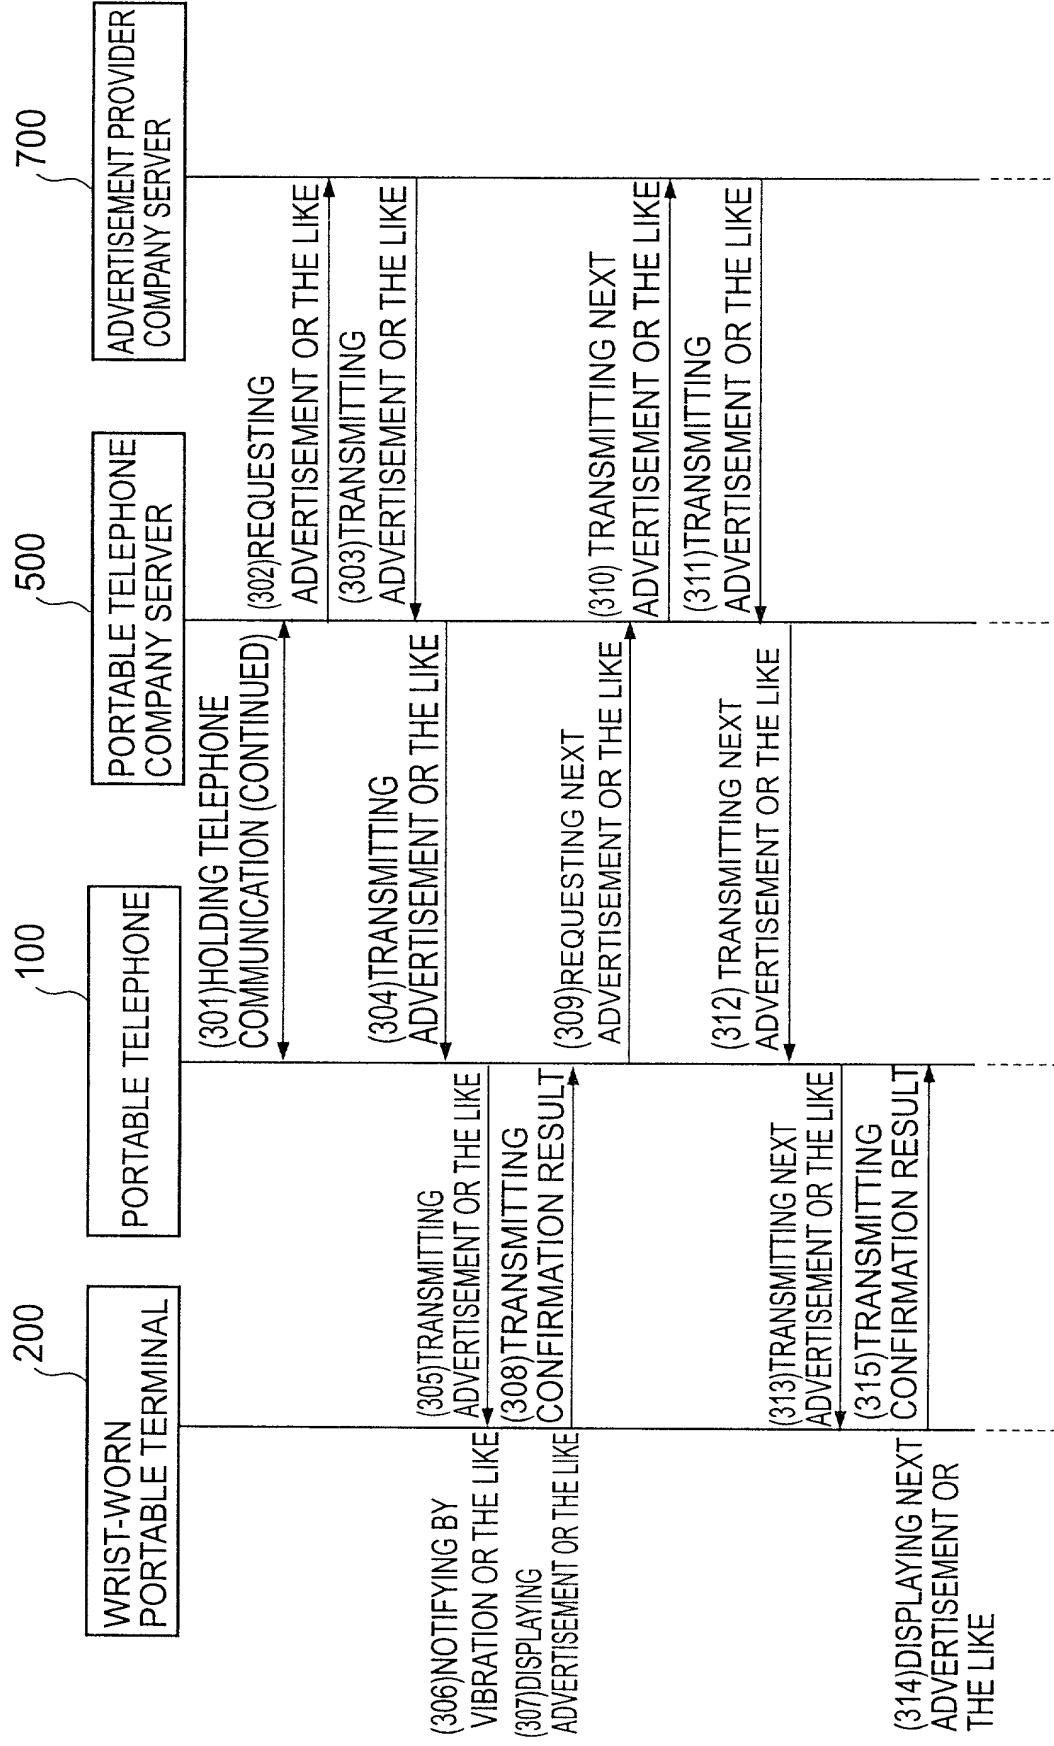 200
WRIST-WORN
PORTABLE TERMINAL
100
PORTABLE TELEPHONE
500
PORTABLE TELEPHONE
COMPANY SERVER
700
ADVERTISEMENT PROVIDER
COMPANY SERVER
(301)HOLDING TELEPHONE
COMMUNICATION (CONTINUED)
(302)REQUESTING
ADVERTISEMENT OR THE LIKE
(303)TRANSMITTING
ADVERTISEMENT OR THE LIKE
(304)TRANSMITTING
ADVERTISEMENT OR THE LIKE
(305)TRANSMITTING
ADVERTISEMENT OR THE LIKE
(306)NOTIFYING BY
VIBRATION OR THE LIKE
(307)DISPLAYING
ADVERTISEMENT OR THE LIKE
(308)TRANSMITTING
CONFIRMATION RESULT
(309)REQUESTING NEXT
ADVERTISEMENT OR THE LIKE
(310) TRANSMITTING NEXT
ADVERTISEMENT OR THE LIKE
(311)TRANSMITTING
ADVERTISEMENT OR THE LIKE
(312) TRANSMITTING NEXT
ADVERTISEMENT OR THE LIKE
(313)TRANSMITTING NEXT
ADVERTISEMENT OR THE LIKE
(314)DISPLAYING NEXT
ADVERTISEMENT OR
THE LIKE
(315)TRANSMITTING
CONFIRMATION RESULT